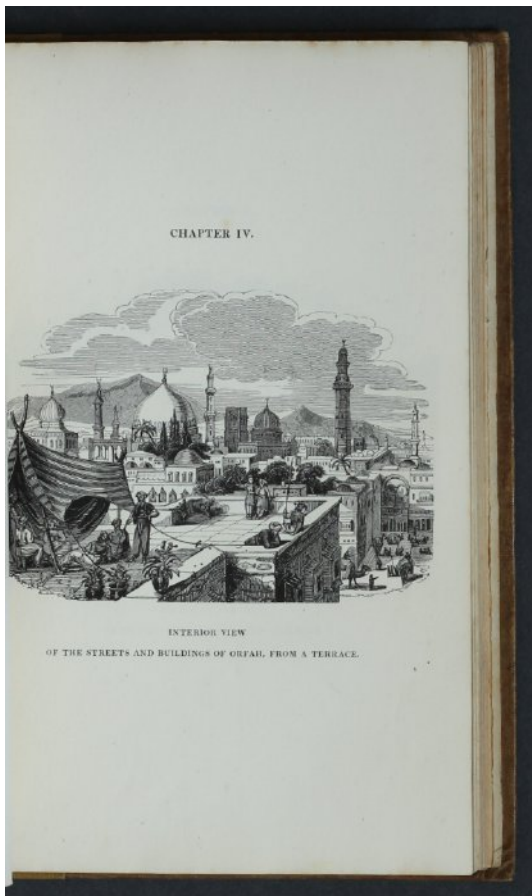 CHAPTER IV.
INTERIOR VIEW
OF THE STREETS AND BUILDINGS OF ORFAH, FROM A TERRACE.